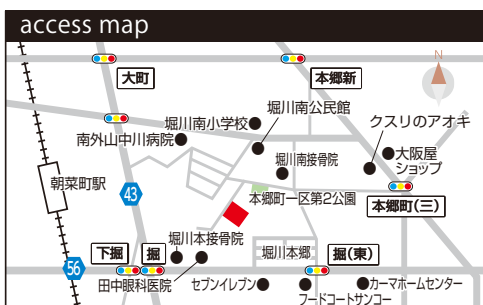 access map
N
大町
本郷新
堀川南公民館
堀川南小学校
クスリのアオキ
南外山中川病院
大阪屋
ショップ
堀川南接骨院
朝菜町駅
43
本郷町一区第2公園
本郷町(三)
下掘
掘
堀川本接骨院
堀川本郷
掘(東)
56
田中眼科医院
セブンイレブン
カーマホームセンター
フードコートサンコー